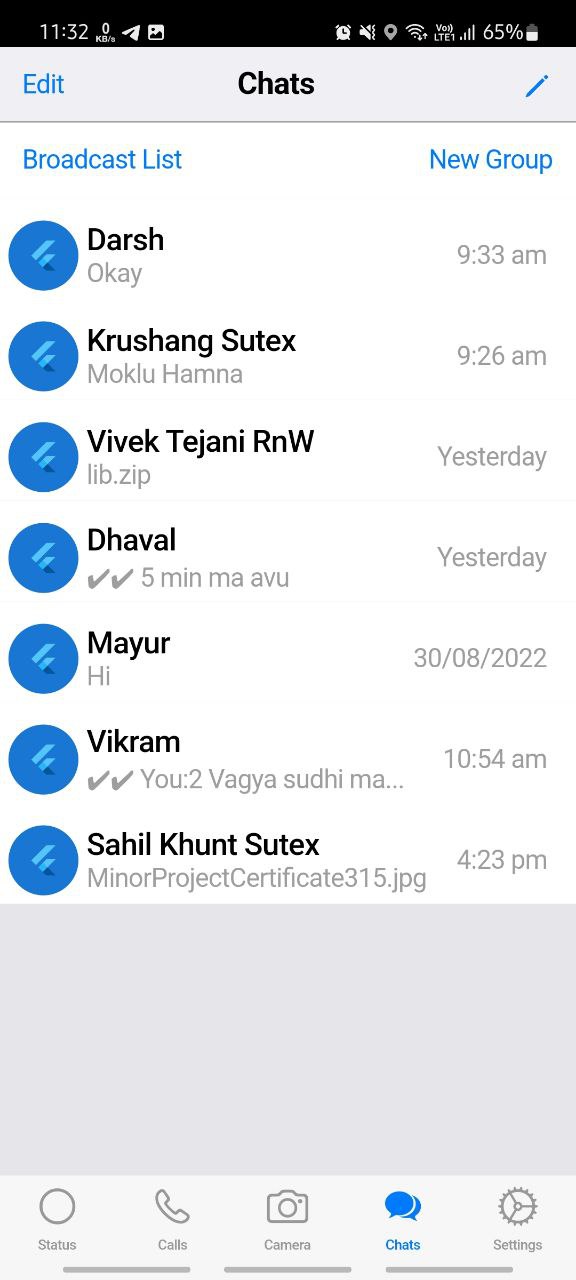 11:32 0 KB/s Vo)) LTE1 65%
Edit Chats
Broadcast List New Group
Darsh
Okay 9:33 am
Krushang Sutex
Moklu Hamna 9:26 am
Vivek Tejani RnW
lib.zip Yesterday
Dhaval
✔✔ 5 min ma avu Yesterday
Mayur
Hi 30/08/2022
Vikram
✔✔ You:2 Vagya sudhi ma... 10:54 am
Sahil Khunt Sutex
MinorProjectCertificate315.jpg 4:23 pm
Status Calls Camera Chats Settings